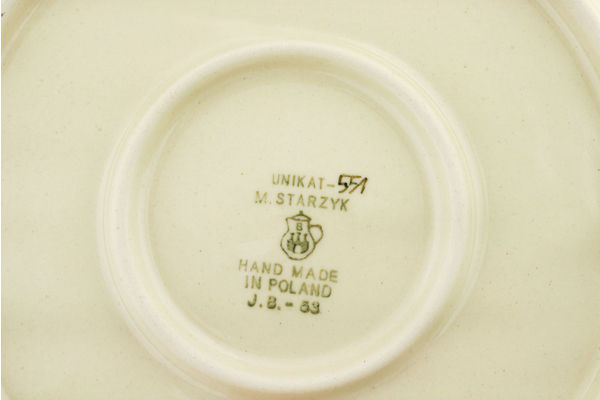 UNIKAT-551
M. STARZYK
B
HAND MADE
IN POLAND
J.B.-53